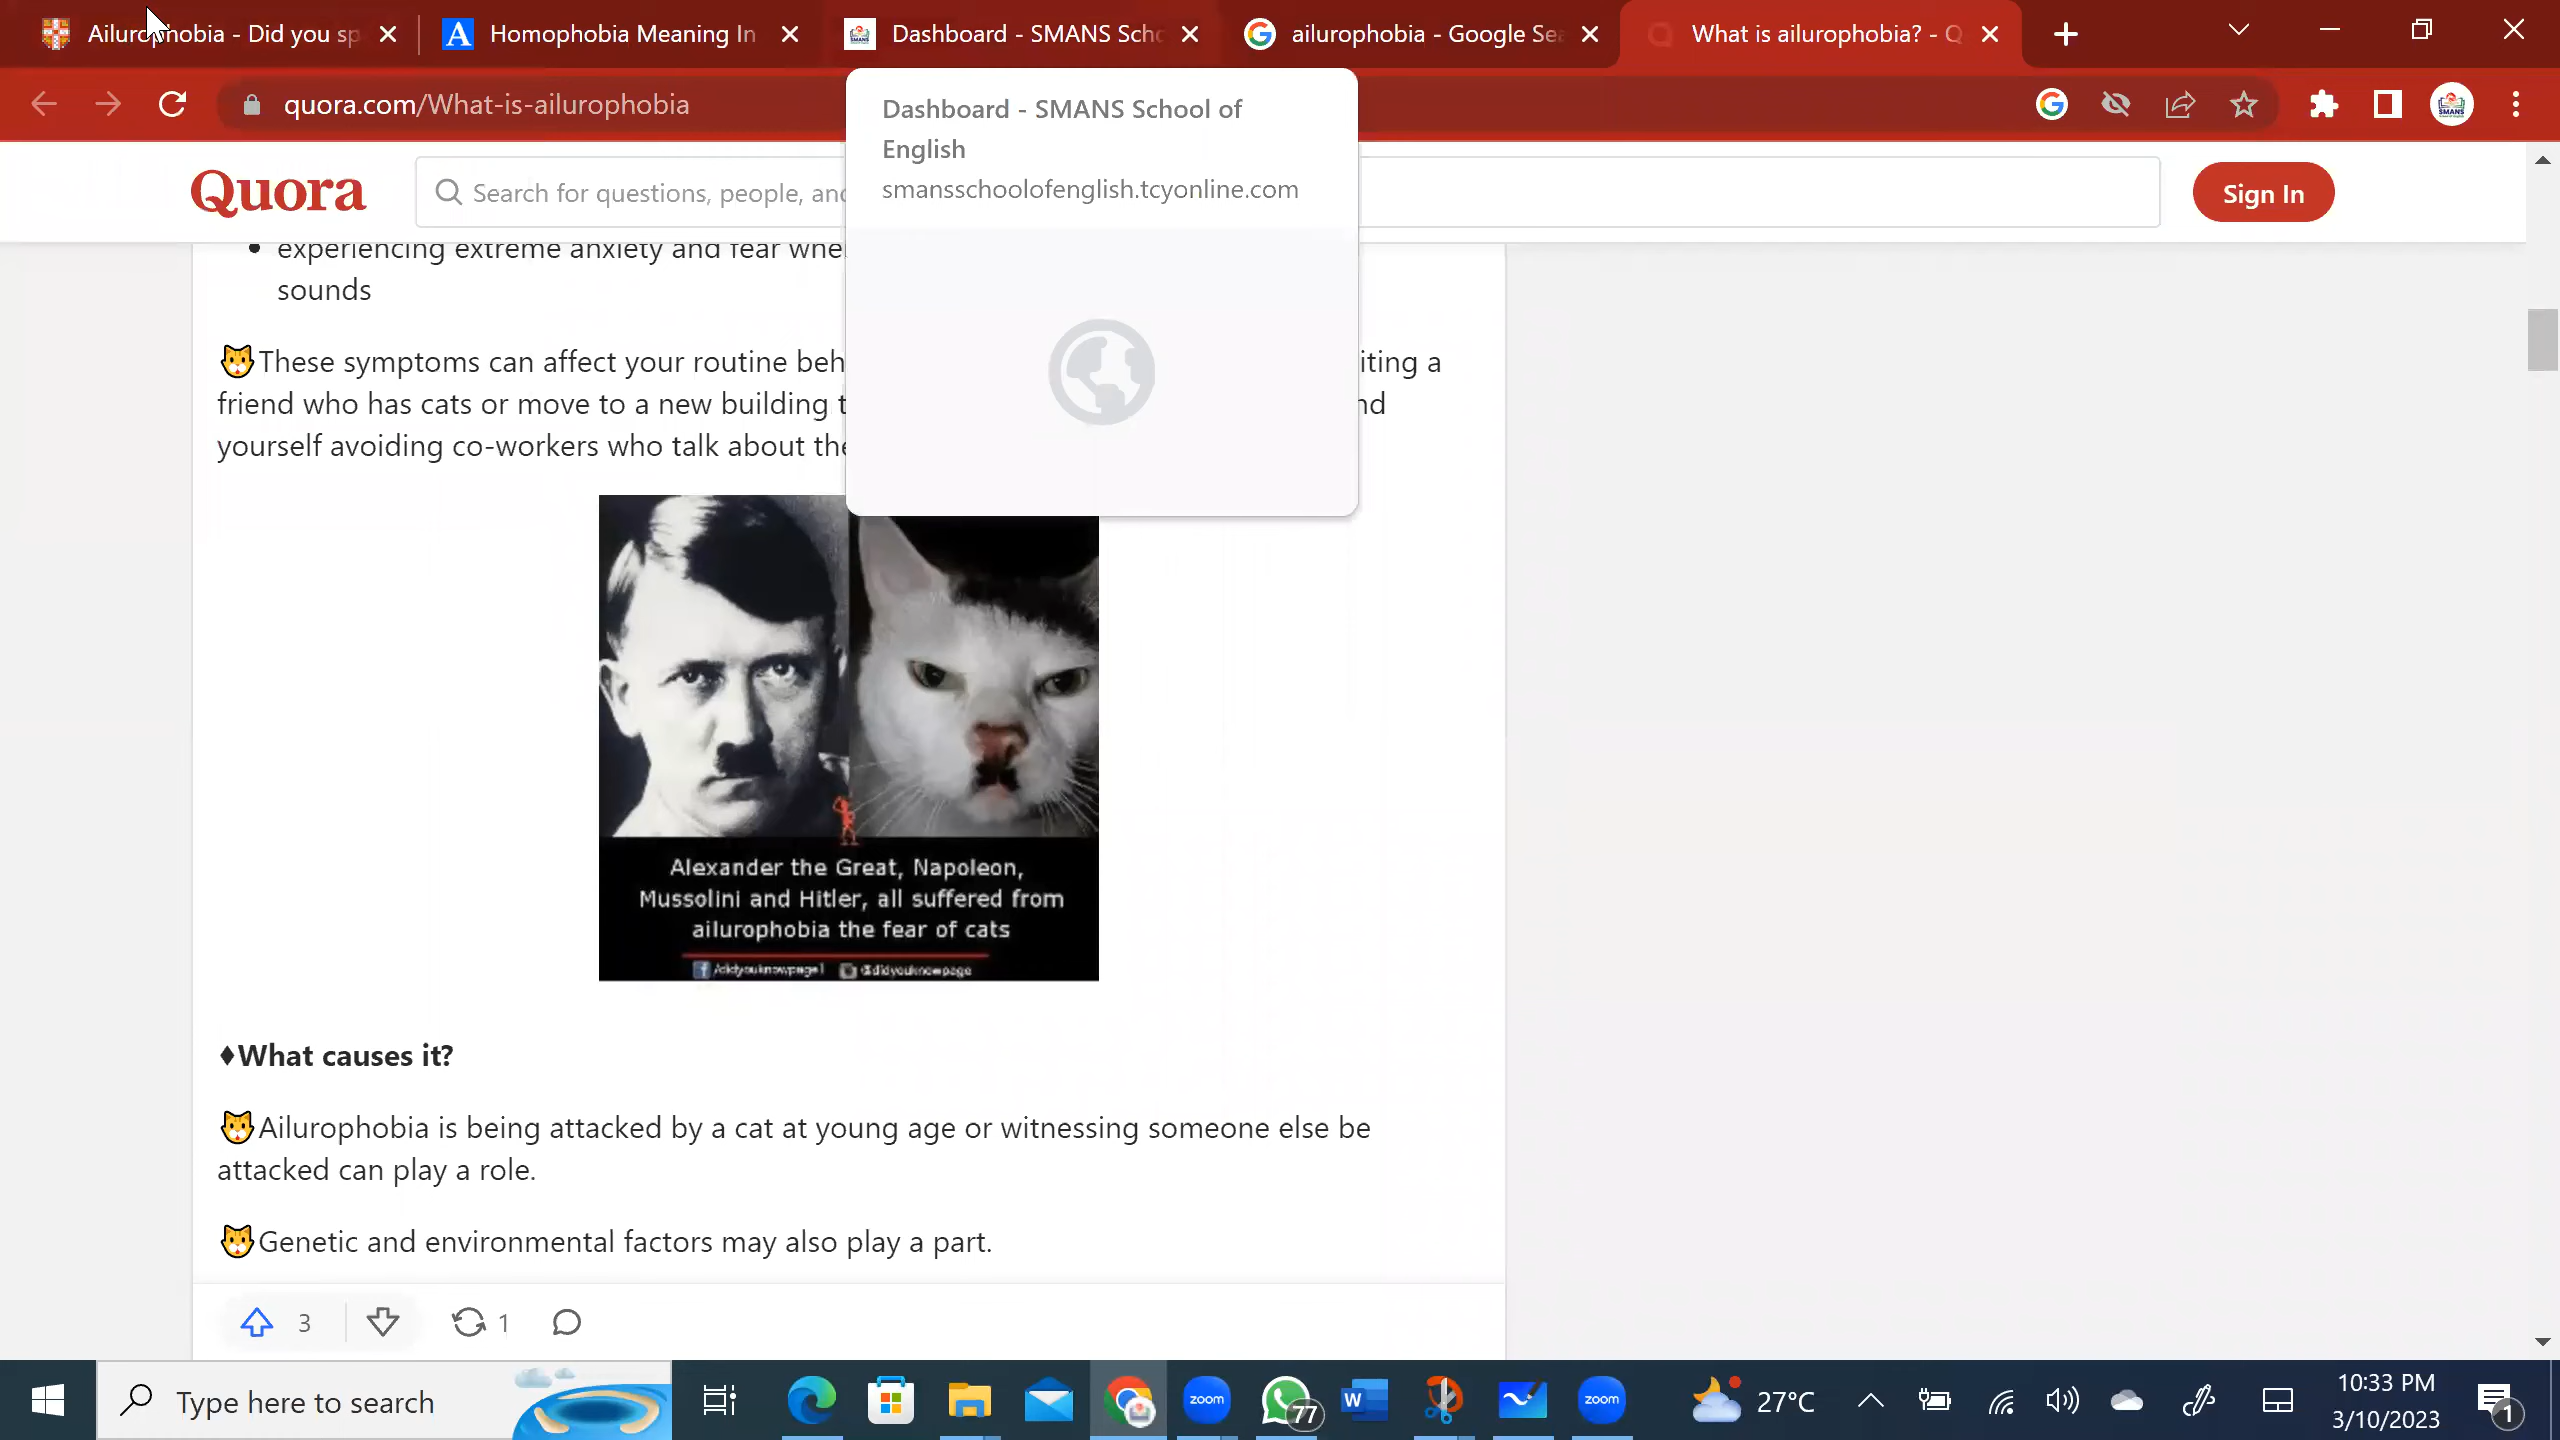 Ailurophobia - Did you sp
Homophobia Meaning In
Dashboard - SMANS Scho
ailurophobia - Google Sea
What is ailurophobia? - Q
quora.com/What-is-ailurophobia
Dashboard - SMANS School of
English
smansschoolofenglish.tcyonline.com
Quora
Search for questions, people, and
Sign In
experiencing extreme anxiety and fear whe
sounds
🐱These symptoms can affect your routine beh
iting a
friend who has cats or move to a new building t
nd
yourself avoiding co-workers who talk about the
Alexander the Great, Napoleon,
Mussolini and Hitler, all suffered from
ailurophobia the fear of cats
/didyouknowpage1 @didyouknowpage
♦What causes it?
🐱Ailurophobia is being attacked by a cat at young age or witnessing someone else be
attacked can play a role.
🐱Genetic and environmental factors may also play a part.
3
1
Type here to search
zoom
77
W
zoom
27°C
10:33 PM
3/10/2023
1